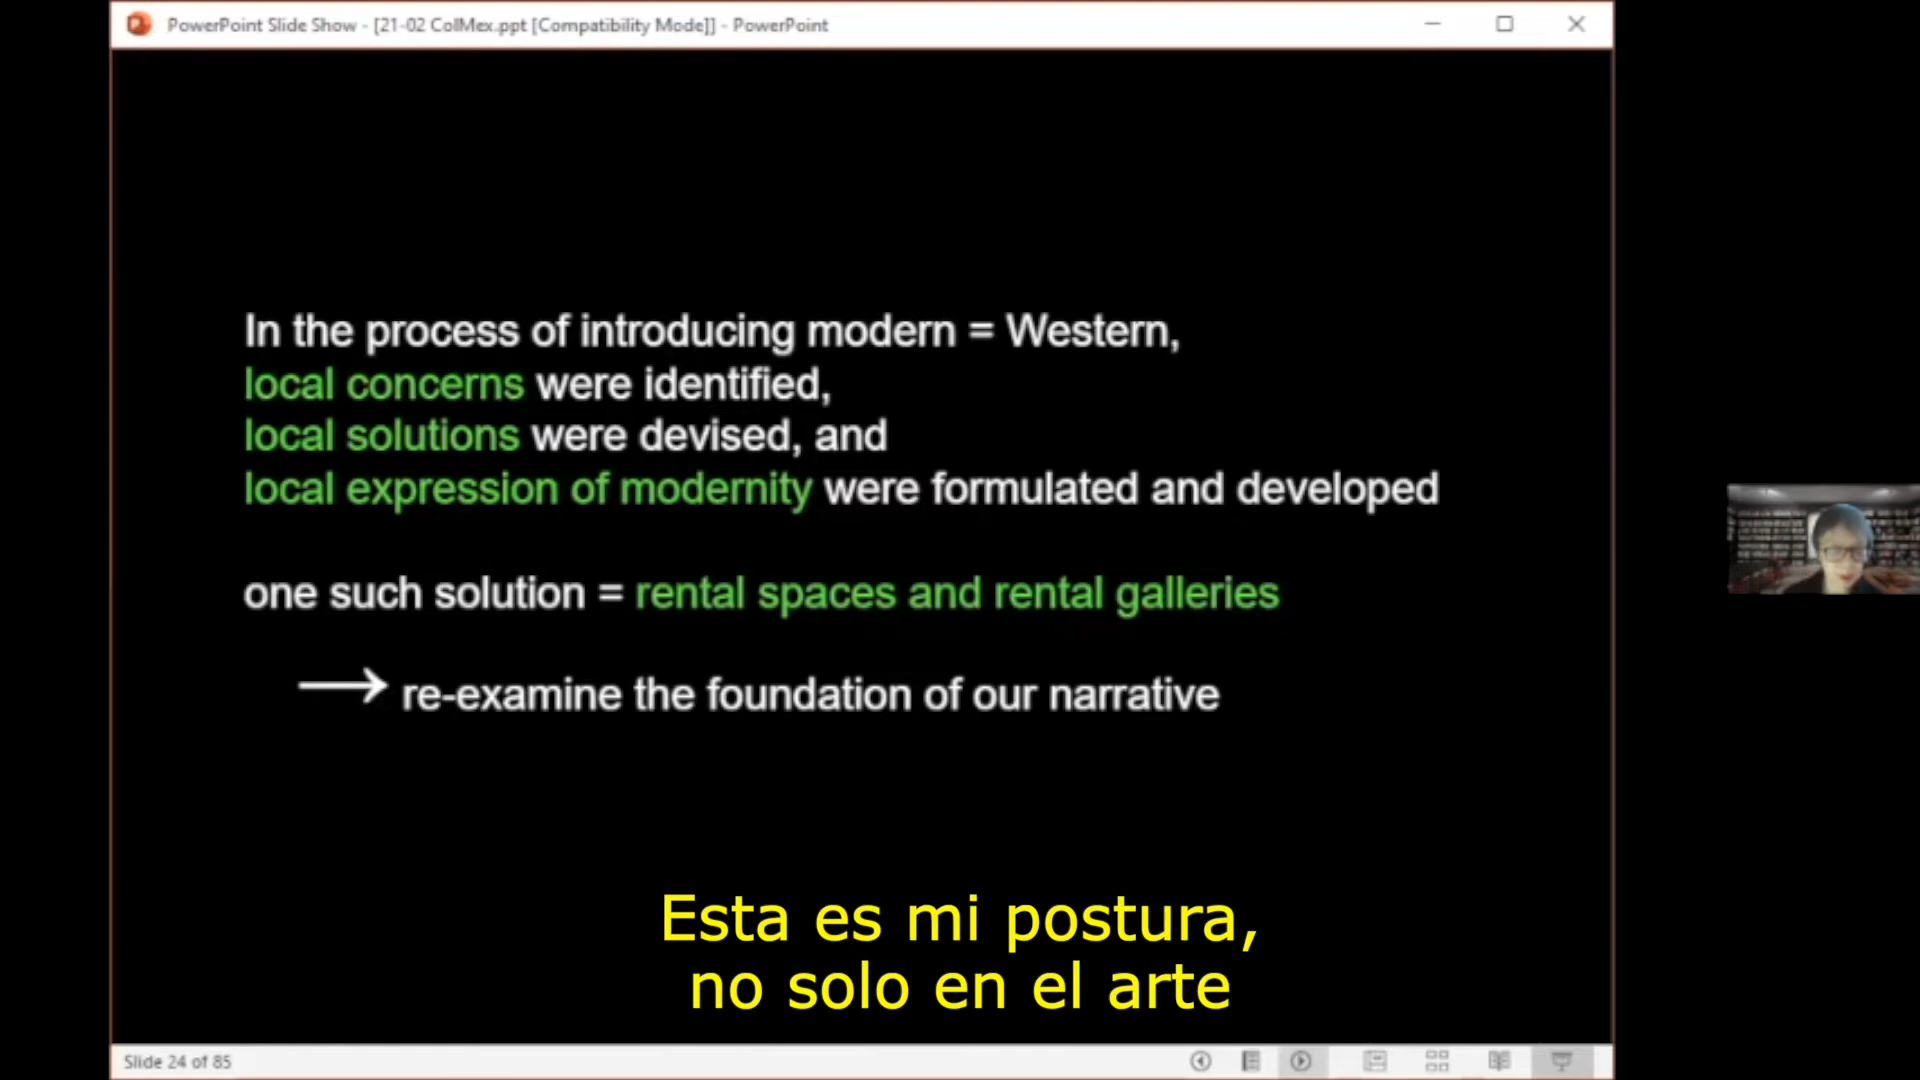 PowerPoint Slide Show - [21-02 ColMex.ppt [Compatibility Mode]] - PowerPoint
In the process of introducing modern = Western,
local concerns were identified,
local solutions were devised, and
local expression of modernity were formulated and developed
one such solution = rental spaces and rental galleries
→ re-examine the foundation of our narrative
Esta es mi postura,
no solo en el arte
Slide 24 of 85